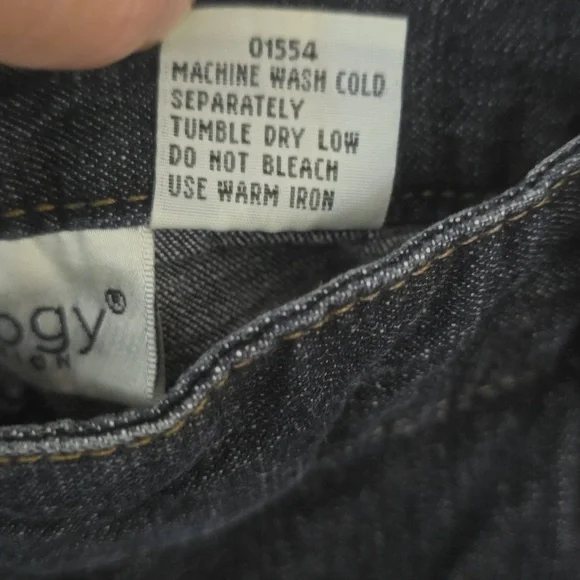 01554
MACHINE WASH COLD
SEPARATELY
TUMBLE DRY LOW
DO NOT BLEACH
USE WARM IRON
ogy®